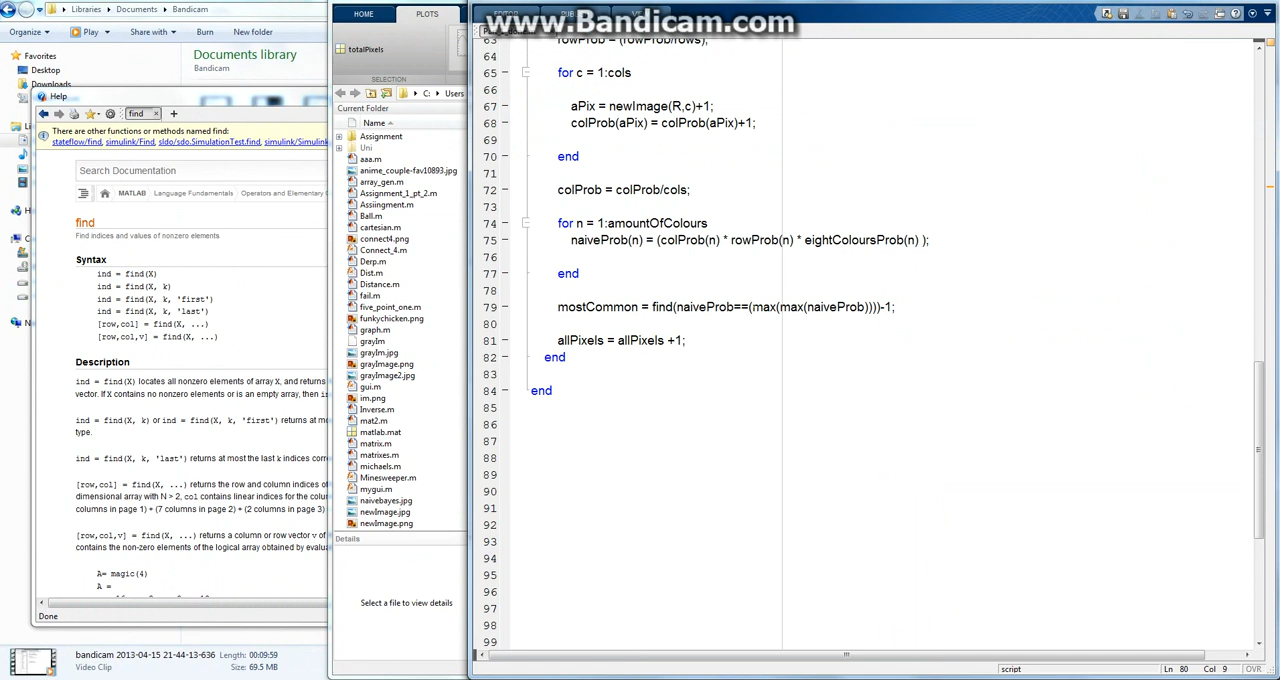 www.Bandicam.com
Libraries
Documents
Bandicam
Organize
Play
Share with
Burn
New folder
Favorites
Desktop
Downloads
Documents library
Bandicam
Help
find
There are other functions or methods named find:
stateflow/find, simulink/Find, sldo/sdo.SimulationTest.find, simulink/Simulink
Search Documentation
MATLAB
Language Fundamentals
Operators and Elementary
find
Find indices and values of nonzero elements
Syntax
ind = find(X)
ind = find(X, k)
ind = find(X, k, 'first')
ind = find(X, k, 'last')
[row,col] = find(X, ...)
[row,col,v] = find(X, ...)
Description
ind = find(X) locates all nonzero elements of array X, and returns
vector. If X contains no nonzero elements or is an empty array, then
ind = find(X, k) or ind = find(X, k, 'first') returns at mo
type.
ind = find(X, k, 'last') returns at most the last k indices corre
[row,col] = find(X, ...) returns the row and column indices of
dimensional array with N > 2, col contains linear indices for the colum
columns in page 1) + (7 columns in page 2) + (2 columns in page 3)
[row,col,v] = find(X, ...) returns a column or row vector v of
contains the non-zero elements of the logical array obtained by evalua
A= magic(4)
A =
Done
bandicam 2013-04-15 21-44-13-636
Length: 00:09:59
Video Clip
Size: 69.5 MB
HOME
PLOTS
totalPixels
SELECTION
C:
Users
Current Folder
Name
Assignment
Uni
aaa.m
anime_couple-fav10893.jpg
array_gen.m
Assignment_1_pt_2.m
Assiingment.m
Ball.m
cartesian.m
connect4.png
Connect_4.m
Derp.m
Dist.m
Distance.m
fail.m
five_point_one.m
funkychicken.png
graph.m
grayIm
grayIm.jpg
grayImage.png
grayImage2.jpg
gui.m
im.png
Inverse.m
mat2.m
matlab.mat
matrix.m
matrixes.m
michaels.m
Minesweeper.m
mygui.m
naivebayes.jpg
newImage.jpg
newImage.png
Details
Select a file to view details
63 rowProb = (rowProb/rows);
64
65 for c = 1:cols
66
67 aPix = newImage(R,c)+1;
68 colProb(aPix) = colProb(aPix)+1;
69
70 end
71
72 colProb = colProb/cols;
73
74 for n = 1:amountOfColours
75 naiveProb(n) = (colProb(n) * rowProb(n) * eightColoursProb(n) );
76
77 end
78
79 mostCommon = find(naiveProb==(max(max(naiveProb))))-1;
80
81 allPixels = allPixels +1;
82 end
83
84 end
85
86
87
88
89
90
91
92
93
94
95
96
97
98
99
script
Ln 80
Col 9
OVR